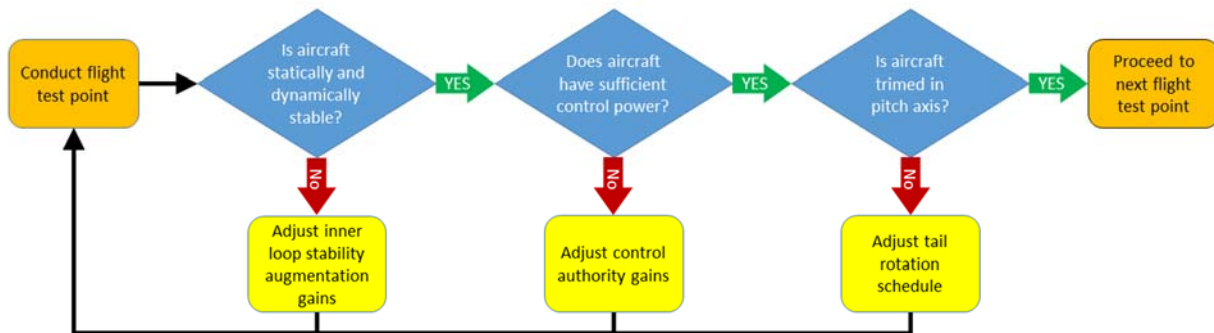 Conduct flight
test point
Is aircraft
statically and
dynamically
stable?
YES
Does aircraft
have sufficient
control power?
YES
Is aircraft
trimed in
pitch axis?
YES
Proceed to
next flight
test point
No
No
No
Adjust inner
loop stability
augmentation
gains
Adjust control
authority gains
Adjust tail
rotation
schedule